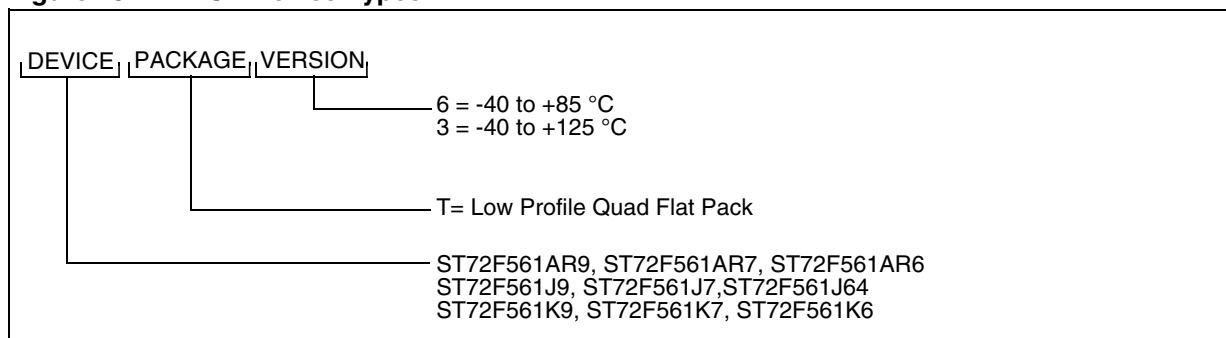 DEVICE PACKAGE VERSION
6 = -40 to +85 °C
3 = -40 to +125 °C
T= Low Profile Quad Flat Pack
ST72F561AR9, ST72F561AR7, ST72F561AR6
ST72F561J9, ST72F561J7,ST72F561J64
ST72F561K9, ST72F561K7, ST72F561K6